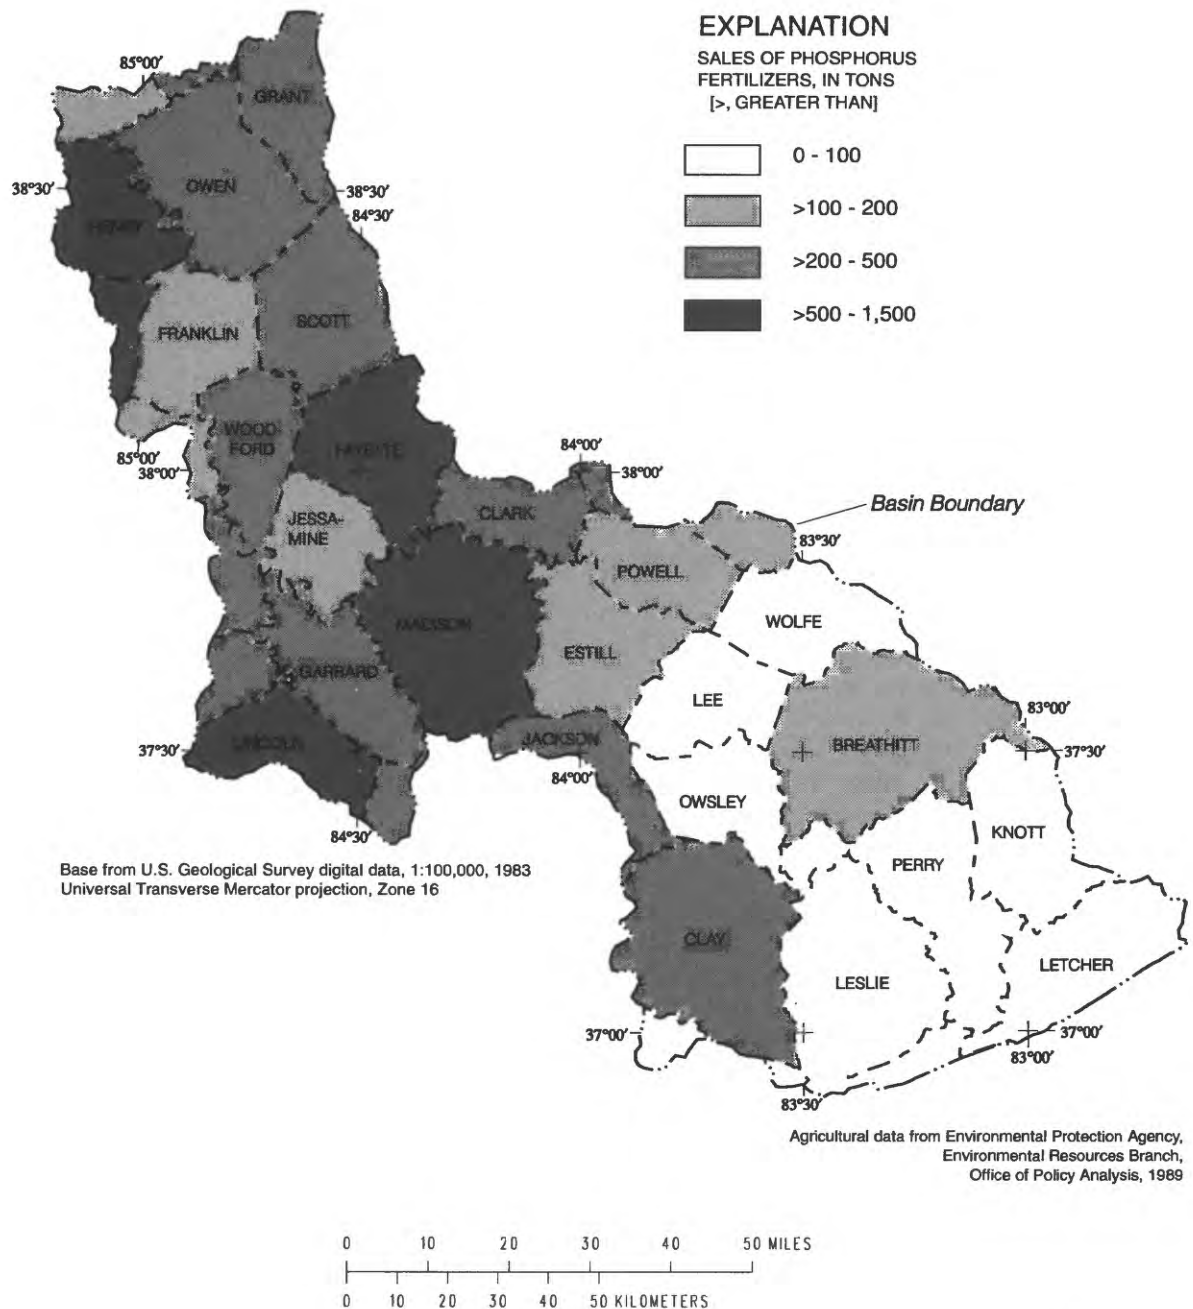 EXPLANATION
SALES OF PHOSPHORUS
FERTILIZERS, IN TONS
[>, GREATER THAN]
0 - 100
>100 - 200
>200 - 500
>500 - 1,500
85°00′
GRANT
38°30′
OWEN
38°30′
84°30′
HENRY
FRANKLIN
SCOTT
WOOD-
FORD
FAYETTE
85°00′
38°00′
84°00′
38°00′
JESSA-
MINE
CLARK
Basin Boundary
83°30′
POWELL
WOLFE
MADISON
ESTILL
GARRARD
LEE
83°00′
37°30′
LINCOLN
JACKSON
BREATHITT
37°30′
84°00′
OWSLEY
84°30′
KNOTT
PERRY
Base from U.S. Geological Survey digital data, 1:100,000, 1983
Universal Transverse Mercator projection, Zone 16
CLAY
LETCHER
LESLIE
37°00′
37°00′
83°00′
83°30′
Agricultural data from Environmental Protection Agency,
Environmental Resources Branch,
Office of Policy Analysis, 1989
0 10 20 30 40 50 MILES
0 10 20 30 40 50 KILOMETERS